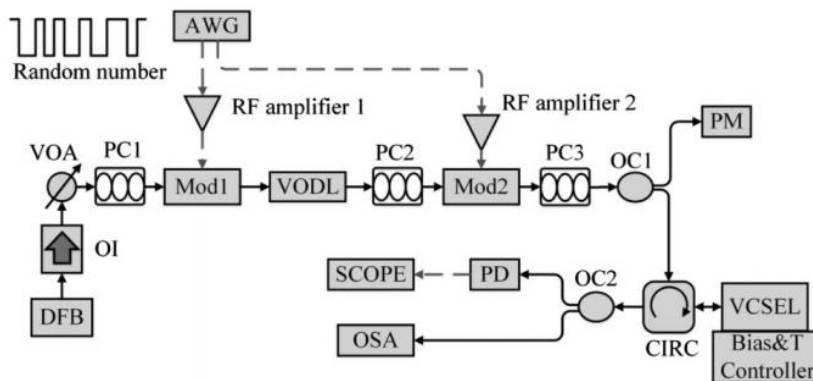 AWG
Random number
RF amplifier 1
RF amplifier 2
PM
VOA
PC1
PC2
PC3
OC1
Mod1
VODL
Mod2
OI
SCOPE
PD
OC2
DFB
VCSEL
OSA
CIRC
Bias&T
Controller